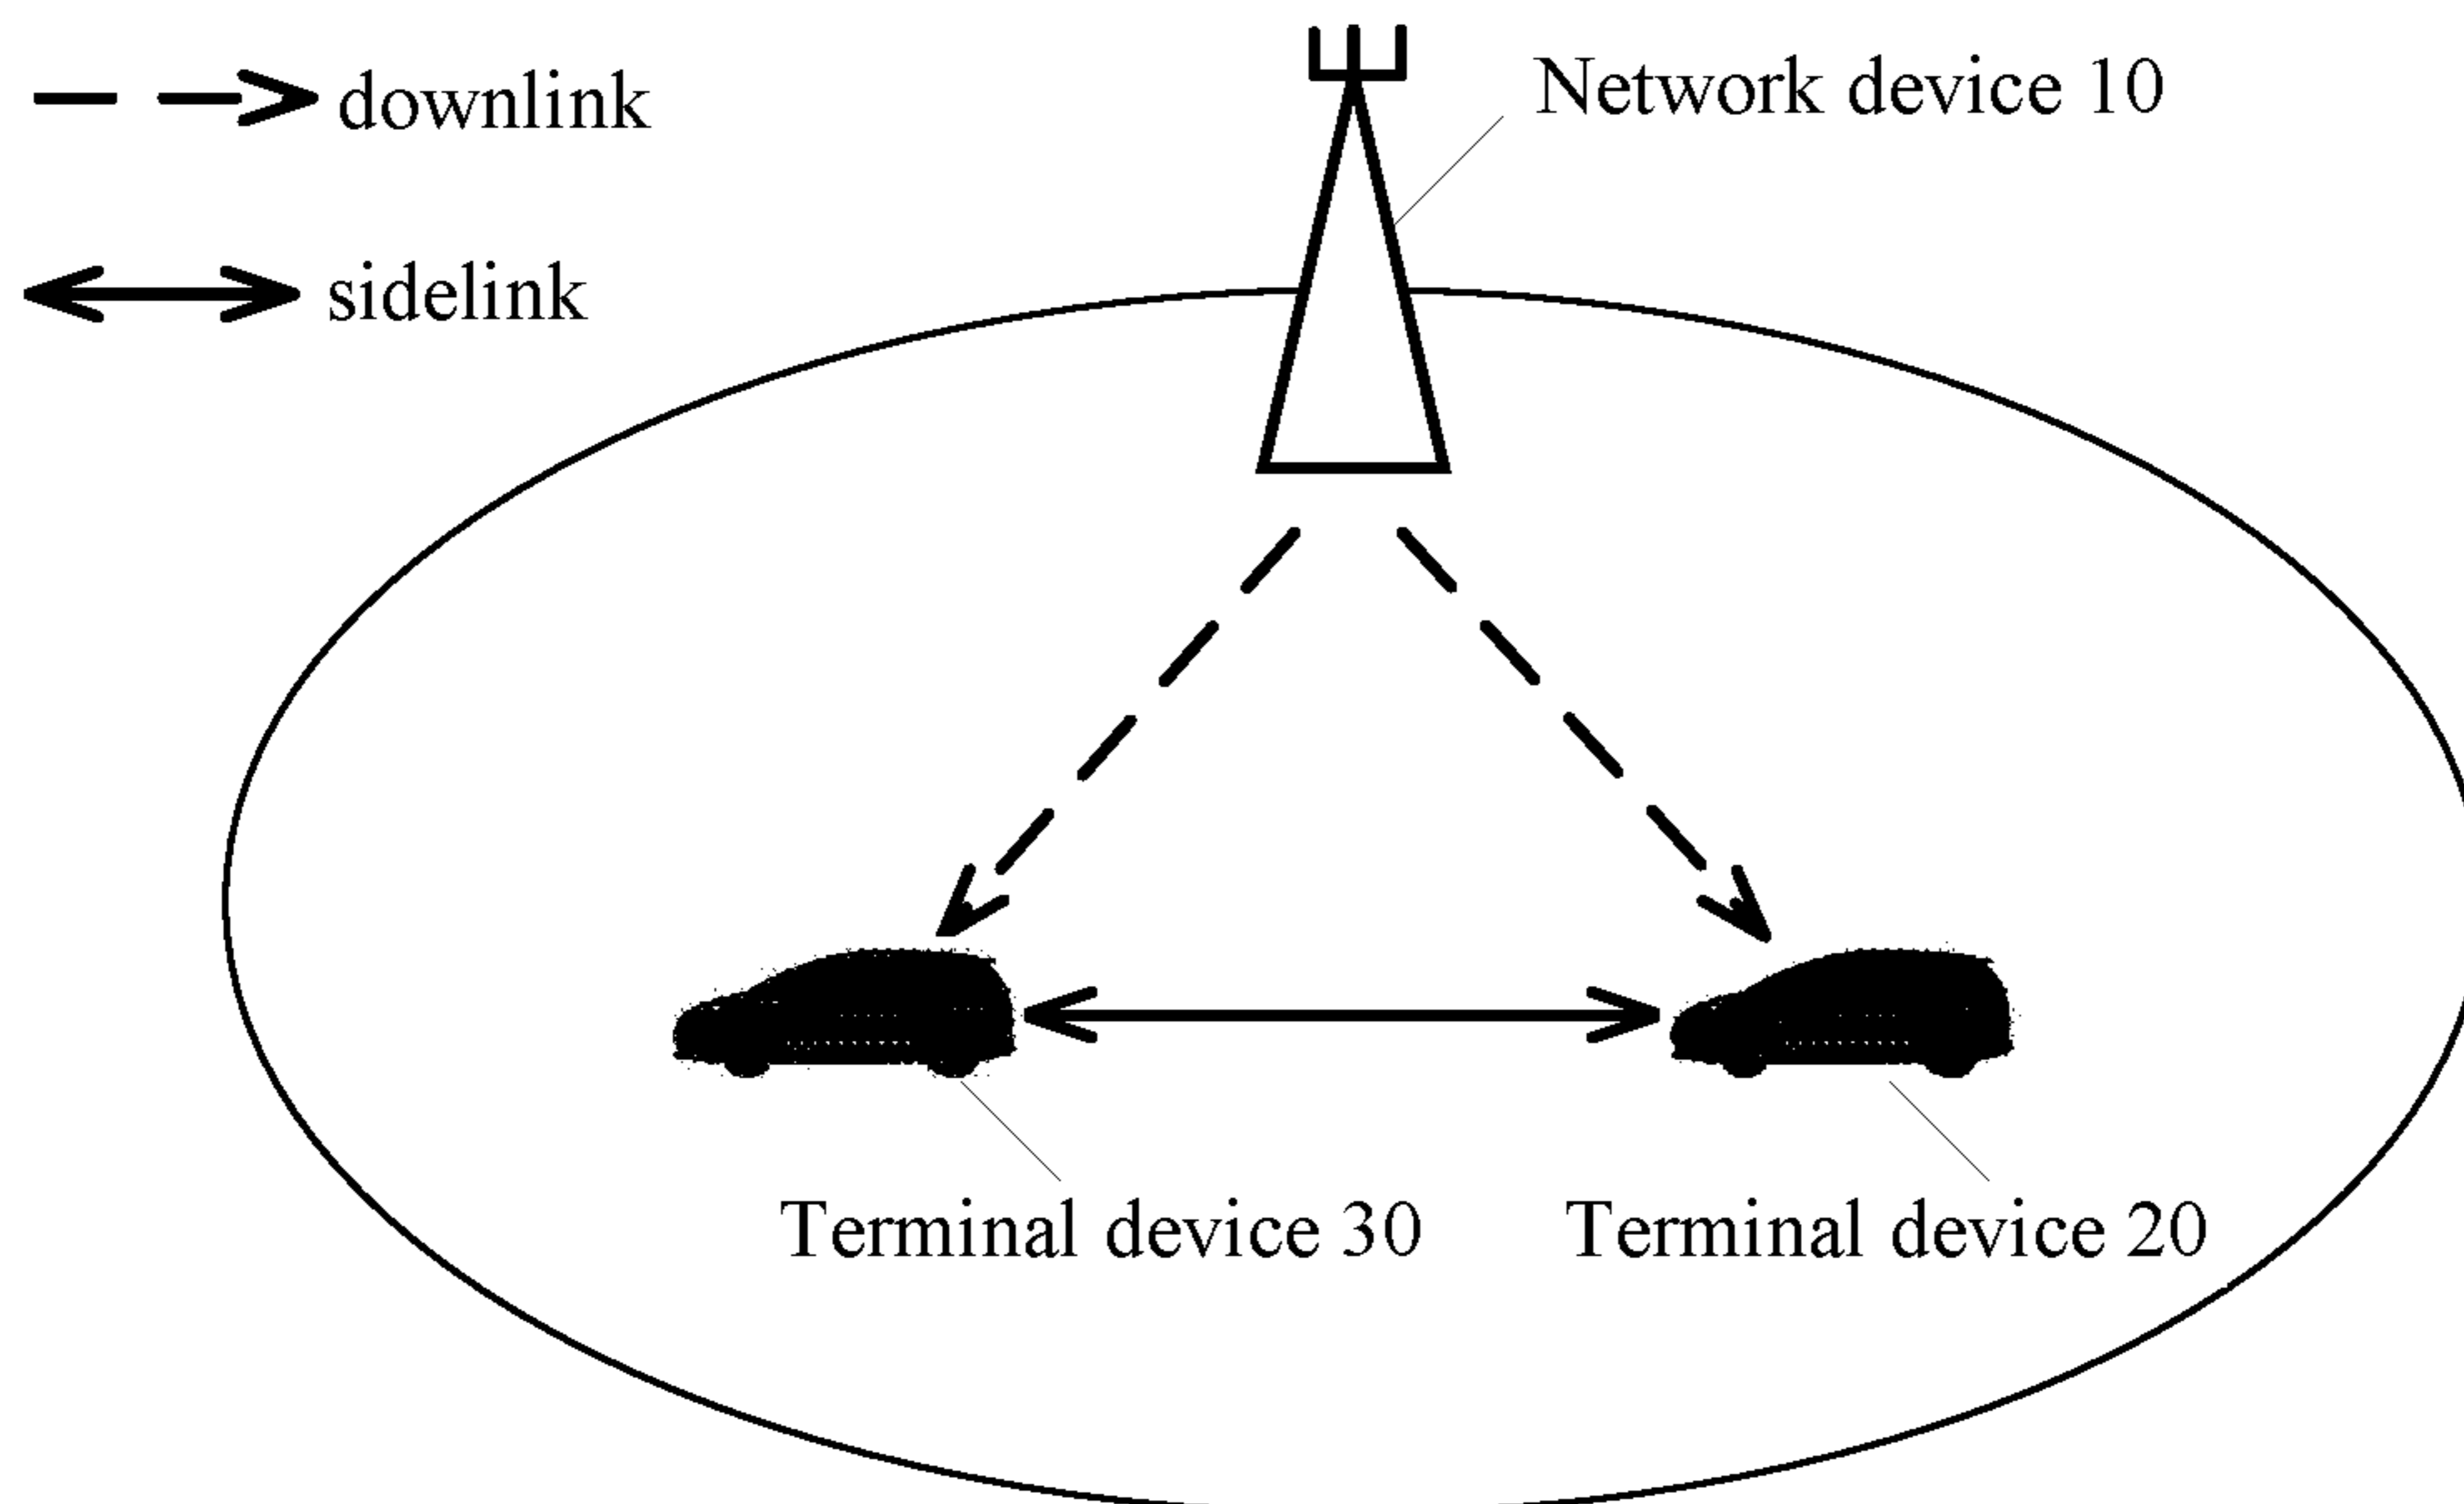 downlink
Network device 10
sidelink
Terminal device 30
Terminal device 20